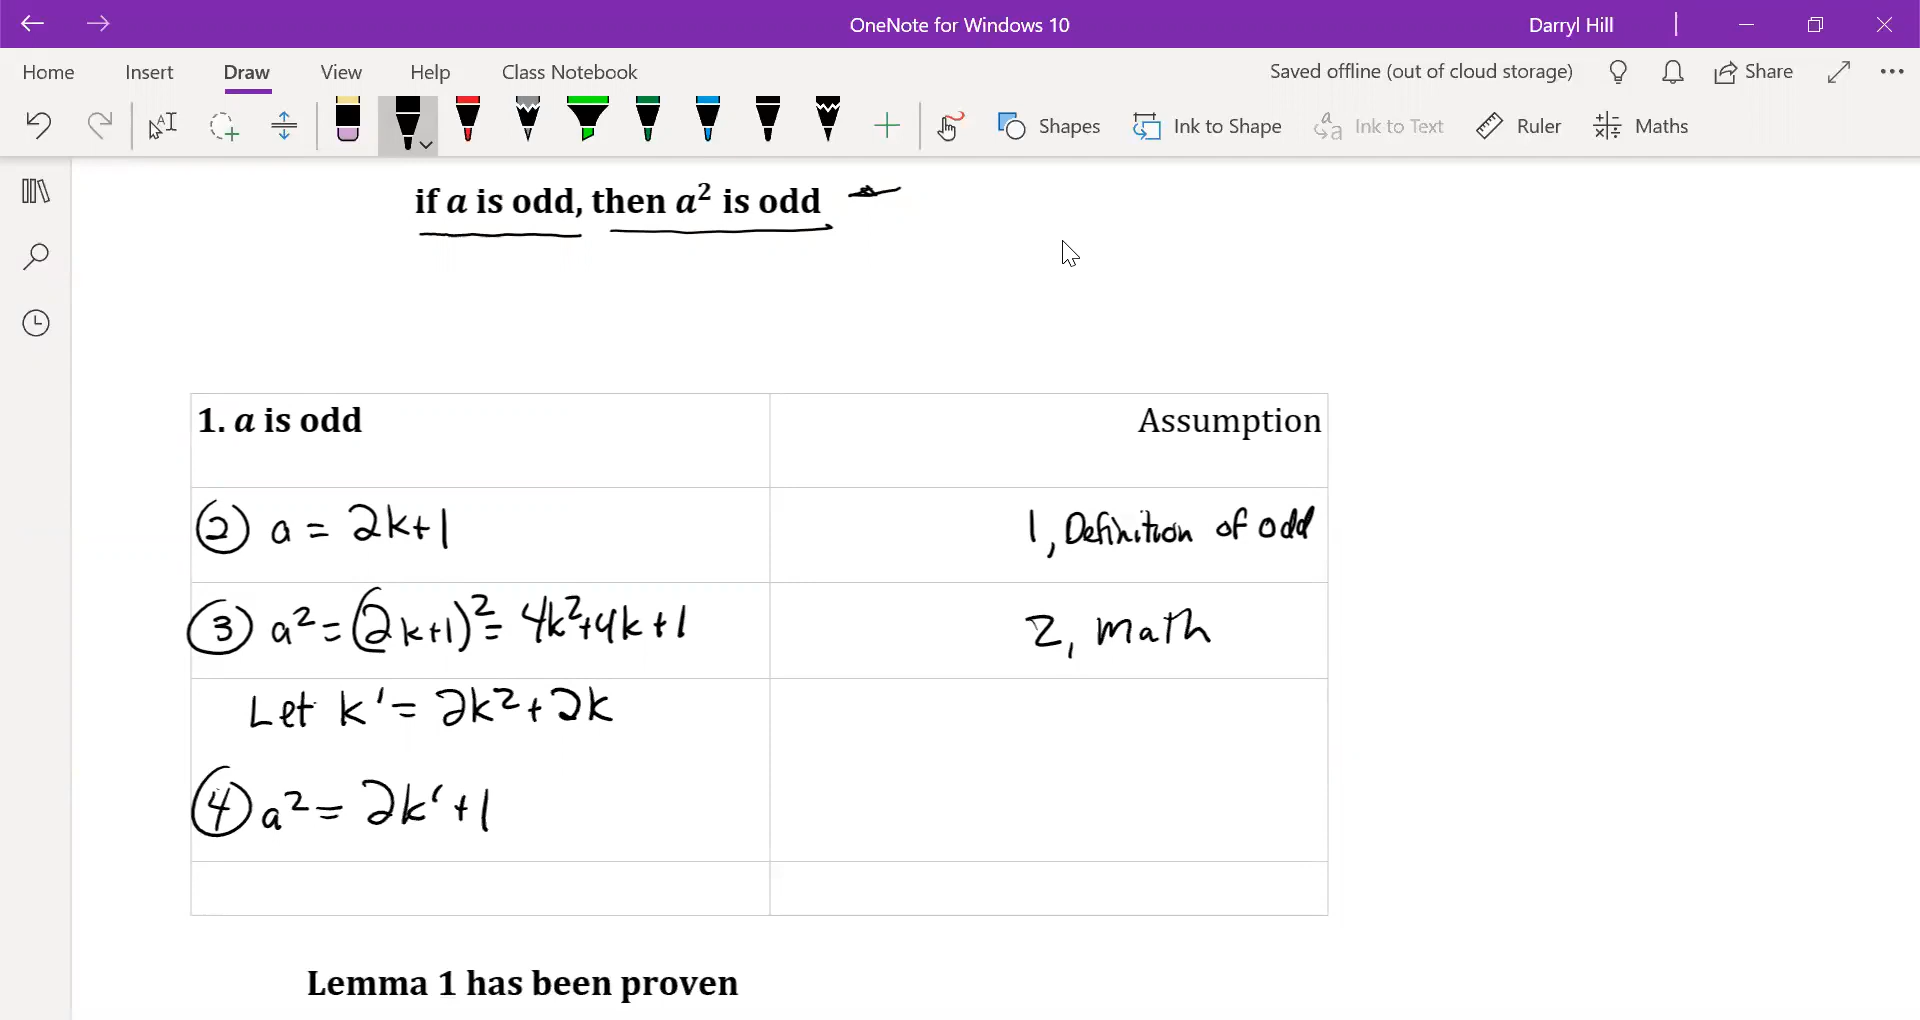 OneNote for Windows 10
Darryl Hill
Home Insert Draw View Help Class Notebook
Saved offline (out of cloud storage) Share
Shapes Ink to Shape Ink to Text Ruler Maths
if a is odd, then a² is odd
1. a is odd Assumption
② a = 2k+1 1, Definition of odd
③ a² = (2k+1)² = 4k²+4k+1 2, Math
Let k' = 2k²+2k
④ a² = 2k'+1
Lemma 1 has been proven